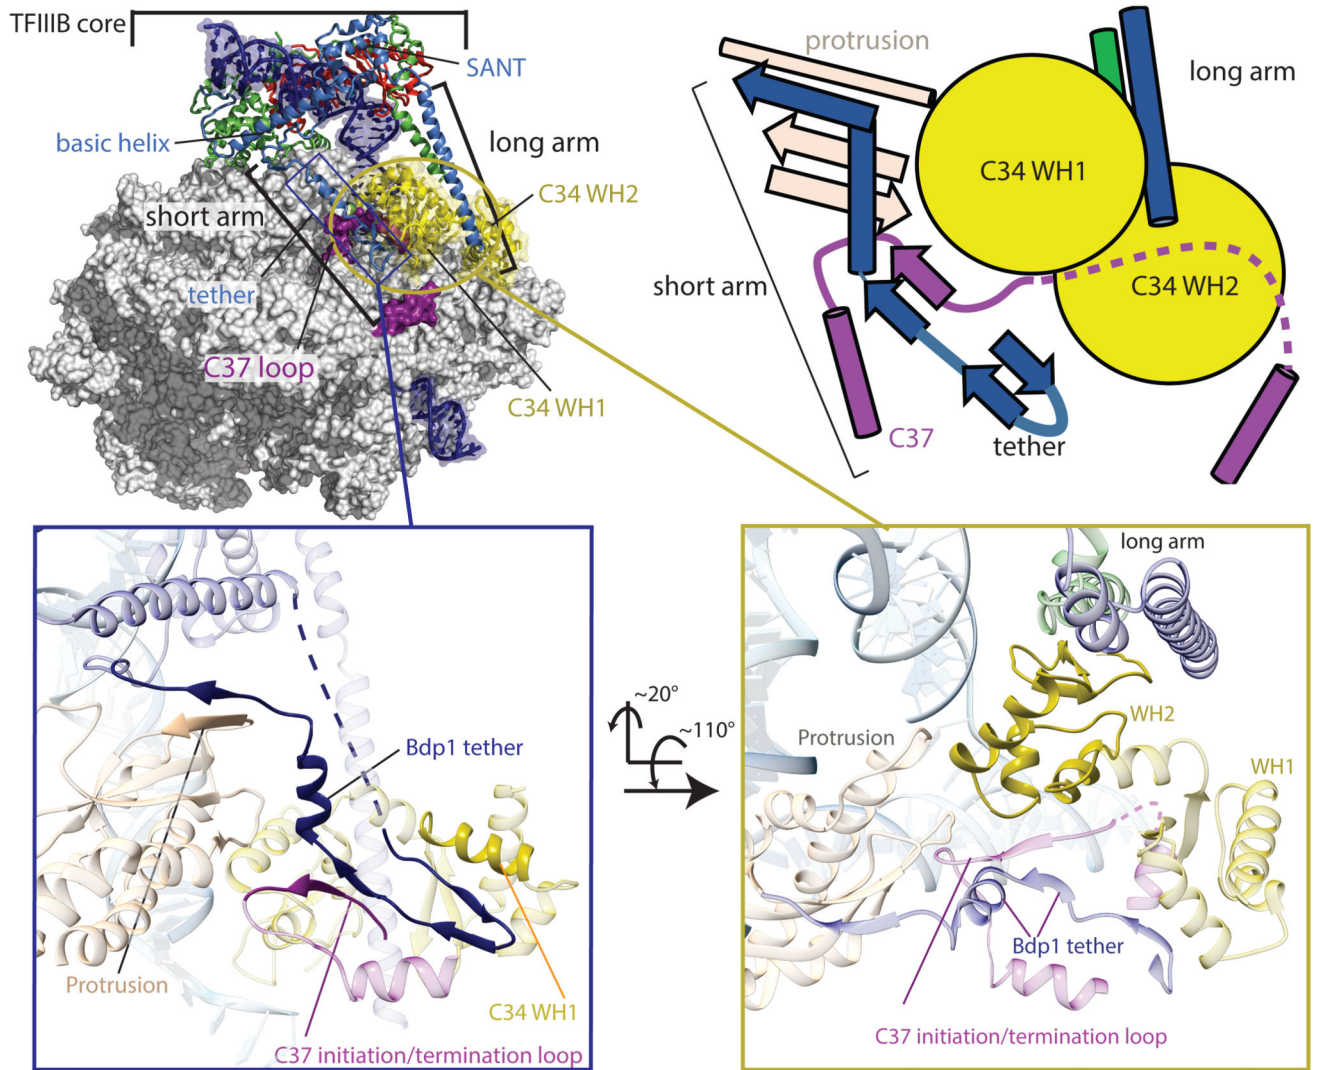 TFIIIB core
SANT
basic helix
long arm
C34 WH2
short arm
tether
C37 loop
C34 WH1
protrusion
long arm
C34 WH1
C34 WH2
short arm
C37
tether
Bdp1 tether
Protrusion
C34 WH1
C37 initiation/termination loop
~20°
~110°
long arm
WH2
Protrusion
WH1
Bdp1 tether
C37 initiation/termination loop